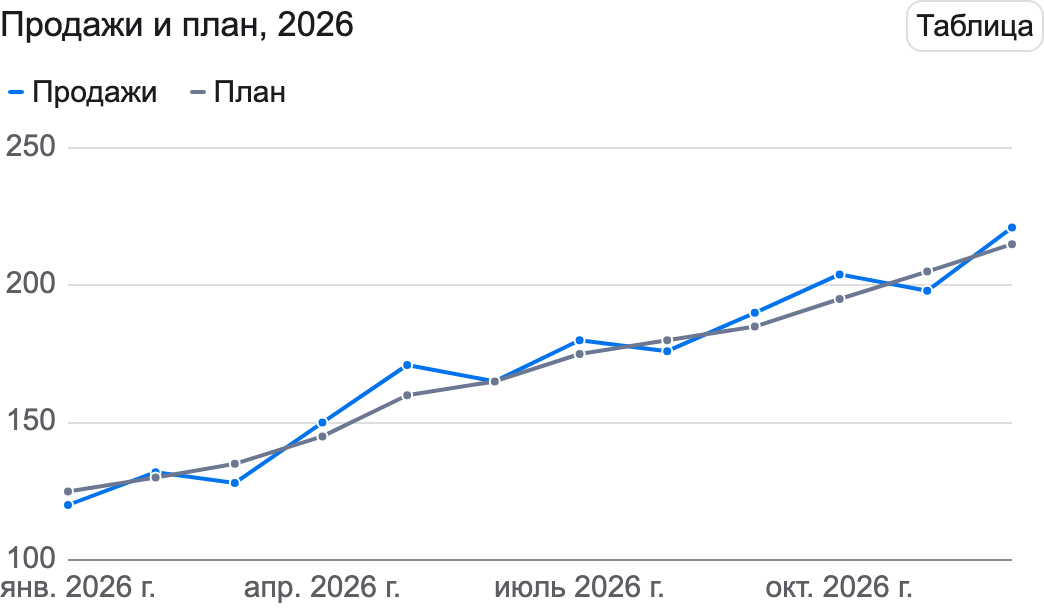 Продажи и план, 2026
Таблица
Продажи
План
250
200
150
100
янв. 2026 г.
апр. 2026 г.
июль 2026 г.
окт. 2026 г.